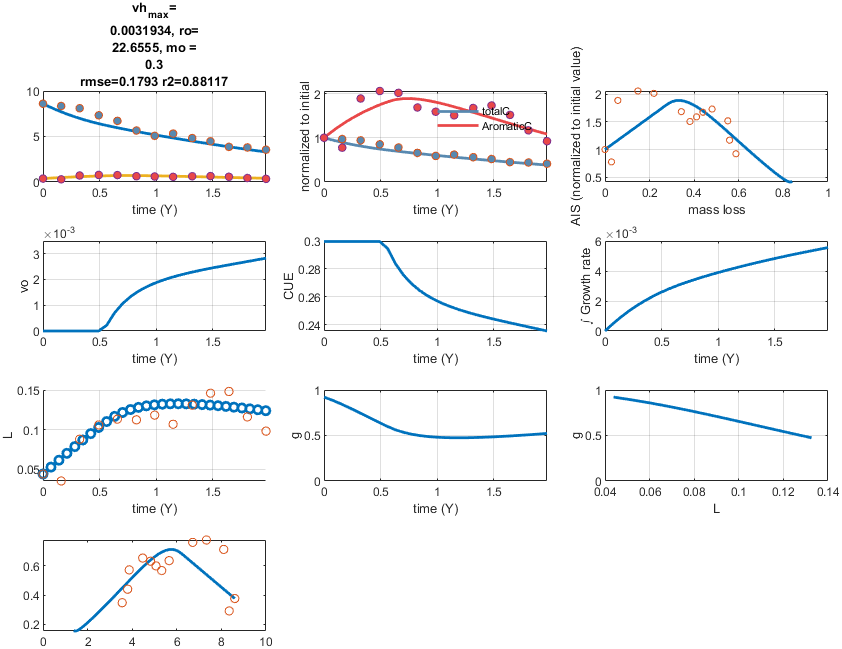 vh_max=
0.0031934, ro=
22.6555, mo =
0.3
rmse=0.1793 r2=0.88117
10
5
0
0 0.5 1 1.5
time (Y)
normalized to initial
2
1
0
totalC
AromaticC
0 0.5 1 1.5
time (Y)
AIS (normalized to initial value)
2
1.5
1
0.5
0 0.2 0.4 0.6 0.8 1
mass loss
×10^-3
vo
3
2
1
0
0 0.5 1 1.5
time (Y)
CUE
0.3
0.28
0.26
0.24
0 0.5 1 1.5
time (Y)
×10^-3
∫ Growth rate
6
4
2
0
0 0.5 1 1.5
time (Y)
L
0.15
0.1
0.05
0 0.5 1 1.5
time (Y)
g
1
0.5
0
0 0.5 1 1.5
time (Y)
g
1
0.5
0
0.04 0.06 0.08 0.1 0.12 0.14
L
0.6
0.4
0.2
0 2 4 6 8 10